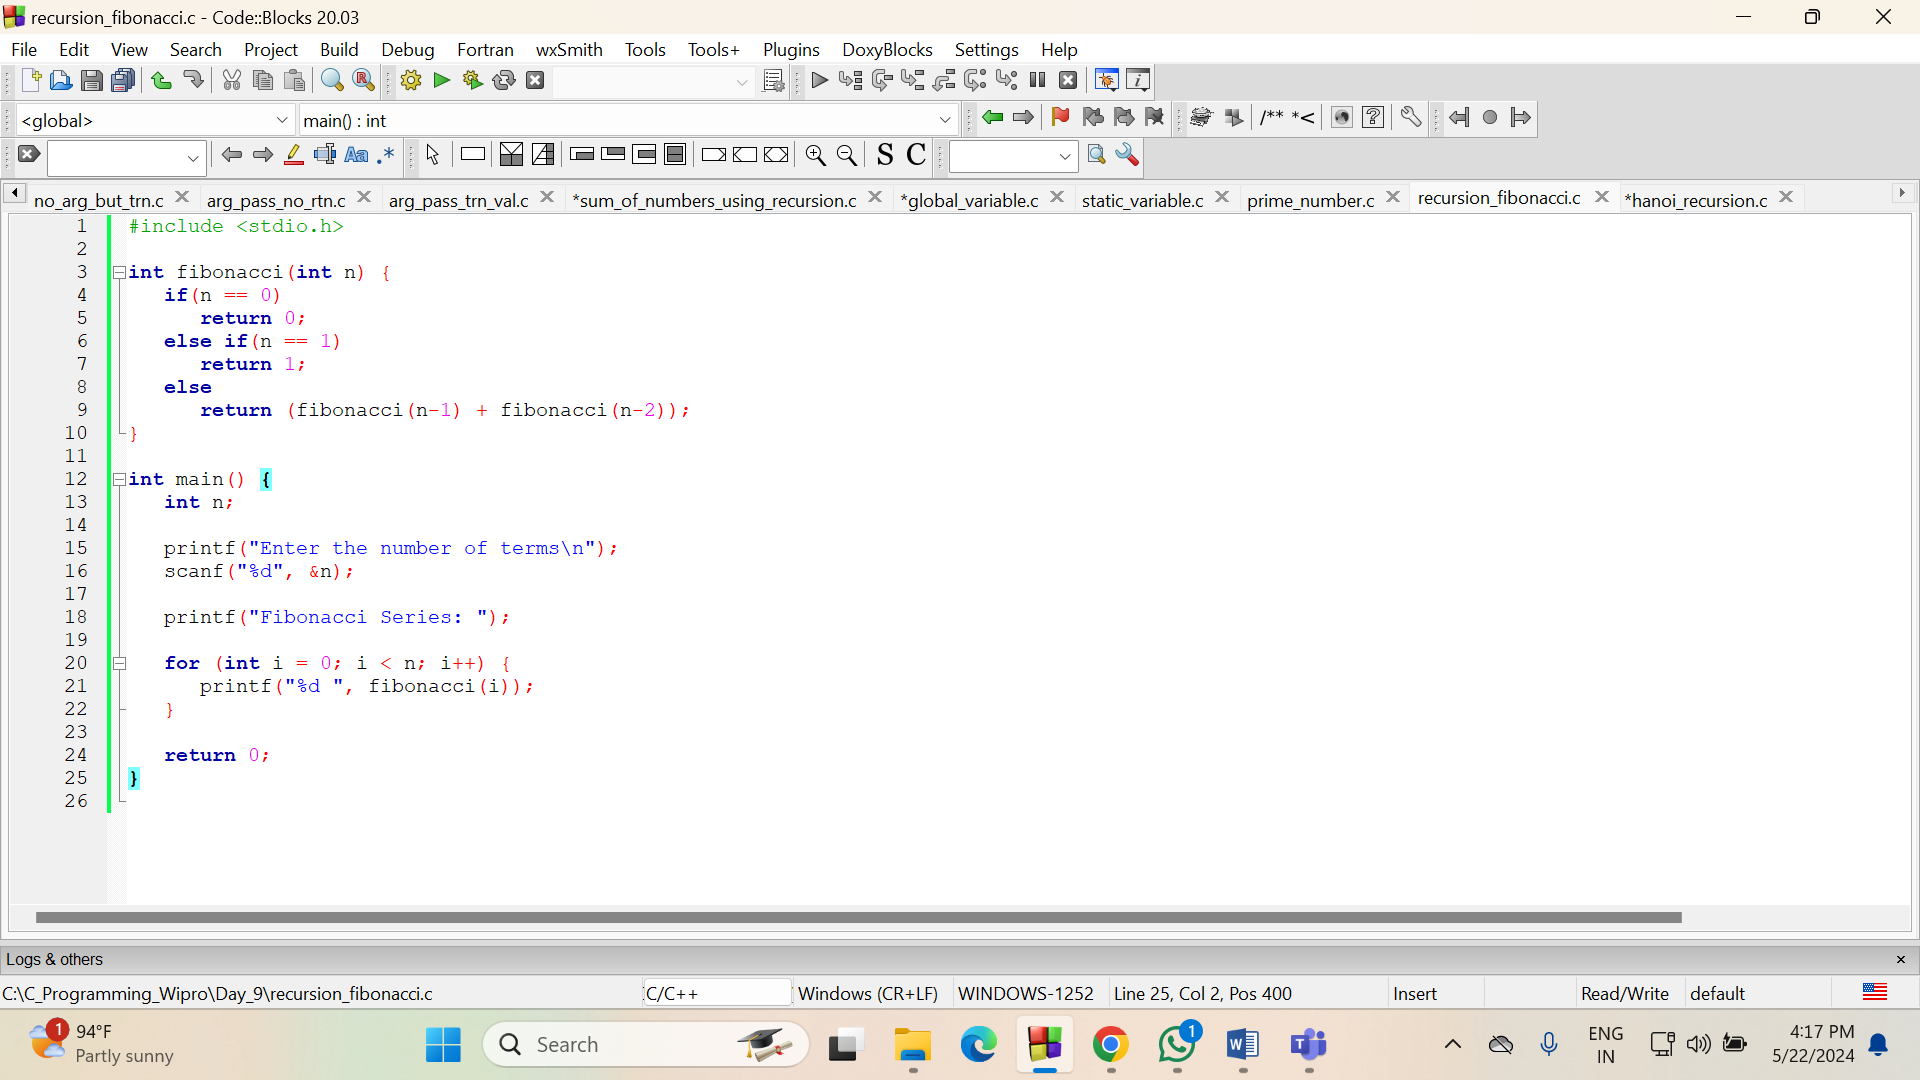 recursion_fibonacci.c - Code::Blocks 20.03
File Edit View Search Project Build Debug Fortran wxSmith Tools Tools+ Plugins DoxyBlocks Settings Help
<global> main() : int /** *<
Aa .* S C
no_arg_but_trn.c arg_pass_no_rtn.c arg_pass_trn_val.c *sum_of_numbers_using_recursion.c *global_variable.c static_variable.c prime_number.c recursion_fibonacci.c *hanoi_recursion.c
1 #include <stdio.h>
2
3 int fibonacci(int n) {
4 if(n == 0)
5 return 0;
6 else if(n == 1)
7 return 1;
8 else
9 return (fibonacci(n-1) + fibonacci(n-2));
10 }
11
12 int main() {
13 int n;
14
15 printf("Enter the number of terms\n");
16 scanf("%d", &n);
17
18 printf("Fibonacci Series: ");
19
20 for (int i = 0; i < n; i++) {
21 printf("%d ", fibonacci(i));
22 }
23
24 return 0;
25 }
26
Logs & others
C:\C_Programming_Wipro\Day_9\recursion_fibonacci.c C/C++ Windows (CR+LF) WINDOWS-1252 Line 25, Col 2, Pos 400 Insert Read/Write default
1 94°F
Partly sunny
Search
1
ENG
IN
4:17 PM
5/22/2024